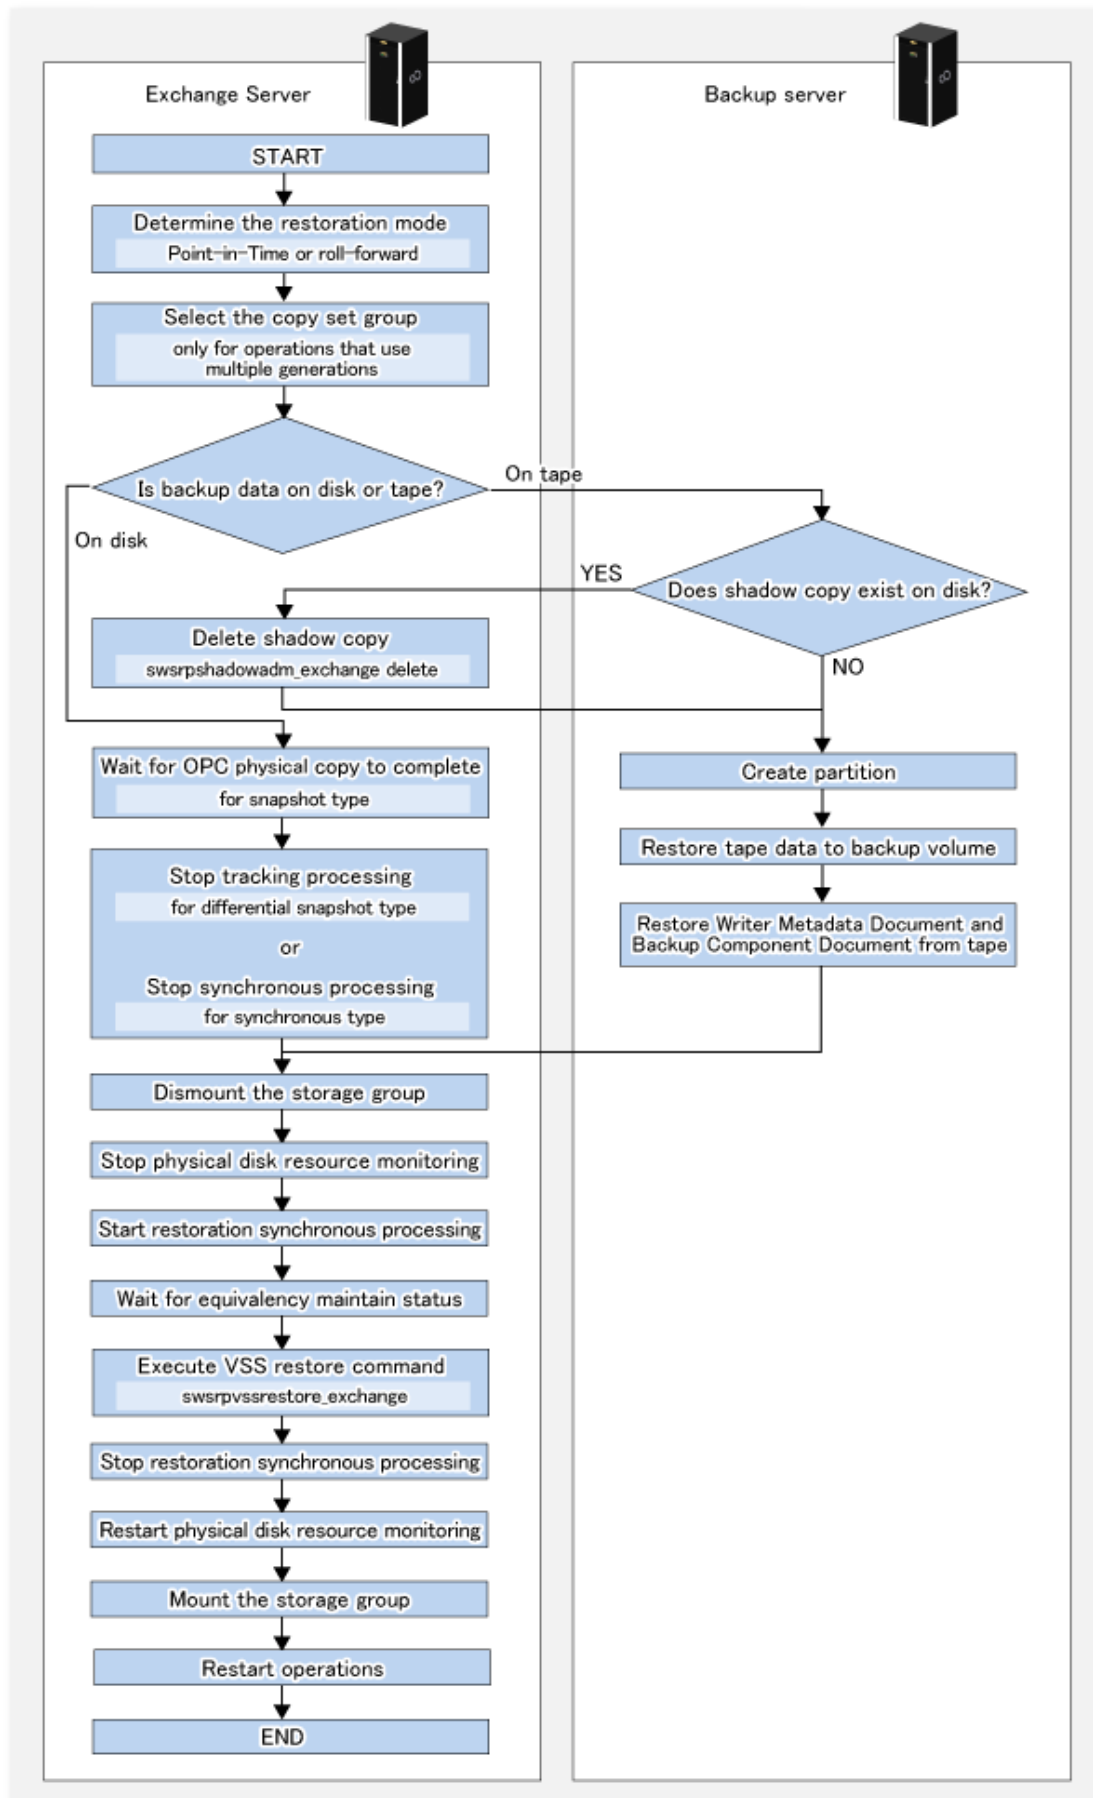 Exchange Server
Backup server
START
Determine the restoration mode
Point-in-Time or roll-forward
Select the copy set group
only for operations that use
multiple generations
Is backup data on disk or tape?
On tape
On disk
Does shadow copy exist on disk?
YES
NO
Delete shadow copy
swsrpshadowadm_exchange delete
Wait for OPC physical copy to complete
for snapshot type
Create partition
Restore tape data to backup volume
Stop tracking processing
for differential snapshot type
or
Stop synchronous processing
for synchronous type
Restore Writer Metadata Document and
Backup Component Document from tape
Dismount the storage group
Stop physical disk resource monitoring
Start restoration synchronous processing
Wait for equivalency maintain status
Execute VSS restore command
swsrpvssrestore_exchange
Stop restoration synchronous processing
Restart physical disk resource monitoring
Mount the storage group
Restart operations
END